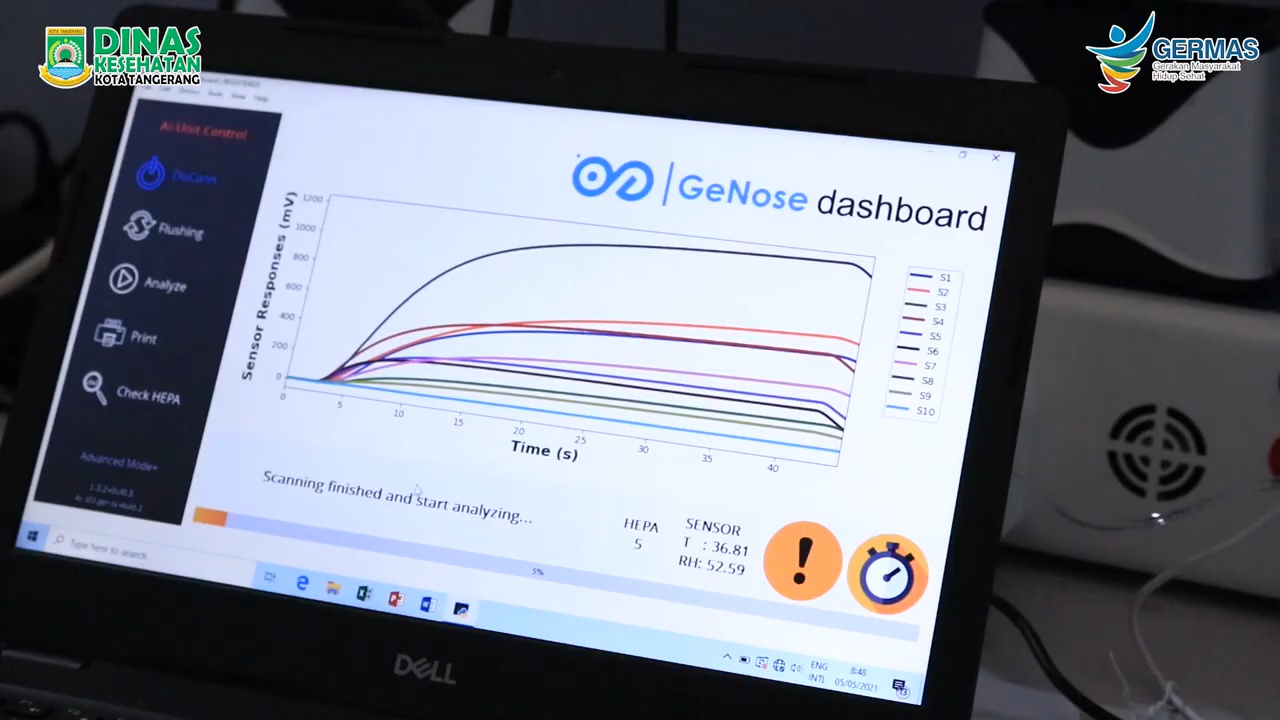 KOTA TANGERANG
DINAS
KESEHATAN
KOTA TANGERANG
GERMAS
Gerakan Masyarakat
Hidup Sehat
Help
AI-Unit Control
DisConn
Flushing
Analyze
Print
Check HEPA
Advanced Mode
GeNose dashboard
Sensor Responses (mV)
1200
1000
800
600
400
200
0
0 5 10 15 20 25 30 35 40
Time (s)
S1
S2
S3
S4
S5
S6
S7
S8
S9
S10
Scanning finished and start analyzing...
HEPA
5
SENSOR
T : 36.81
RH: 52.59
5%
Type here to search
ENG
INTL
8:48
05/05/2021
DELL